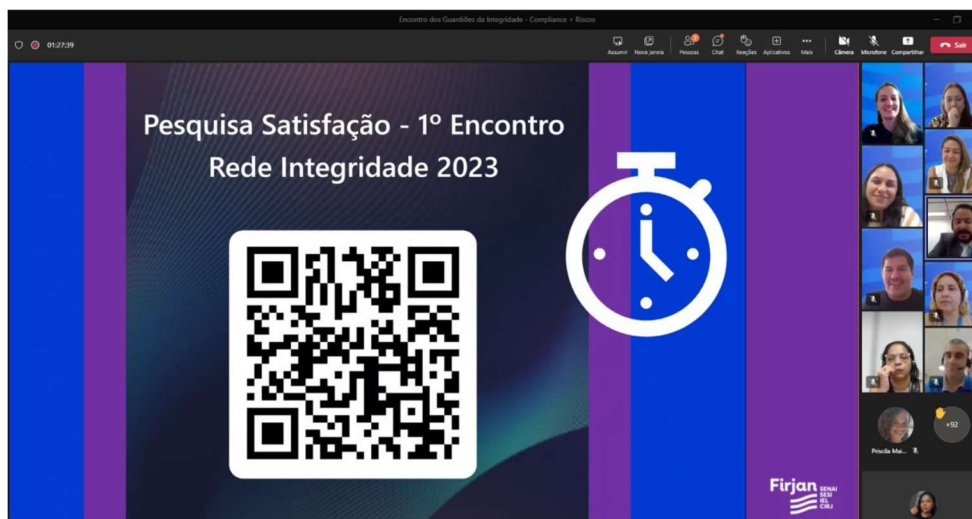 Encontro dos Guardiões da Integridade - Compliance + Riscos
01:27:39
Assumir Nova janela Pessoas Chat Reações Aplicativos Mais Câmera Microfone Compartilhar Sair
Pesquisa Satisfação - 1º Encontro
Rede Integridade 2023
+92
Priscila Mai...
Firjan SENAI
SESI
IEL
CIRJ